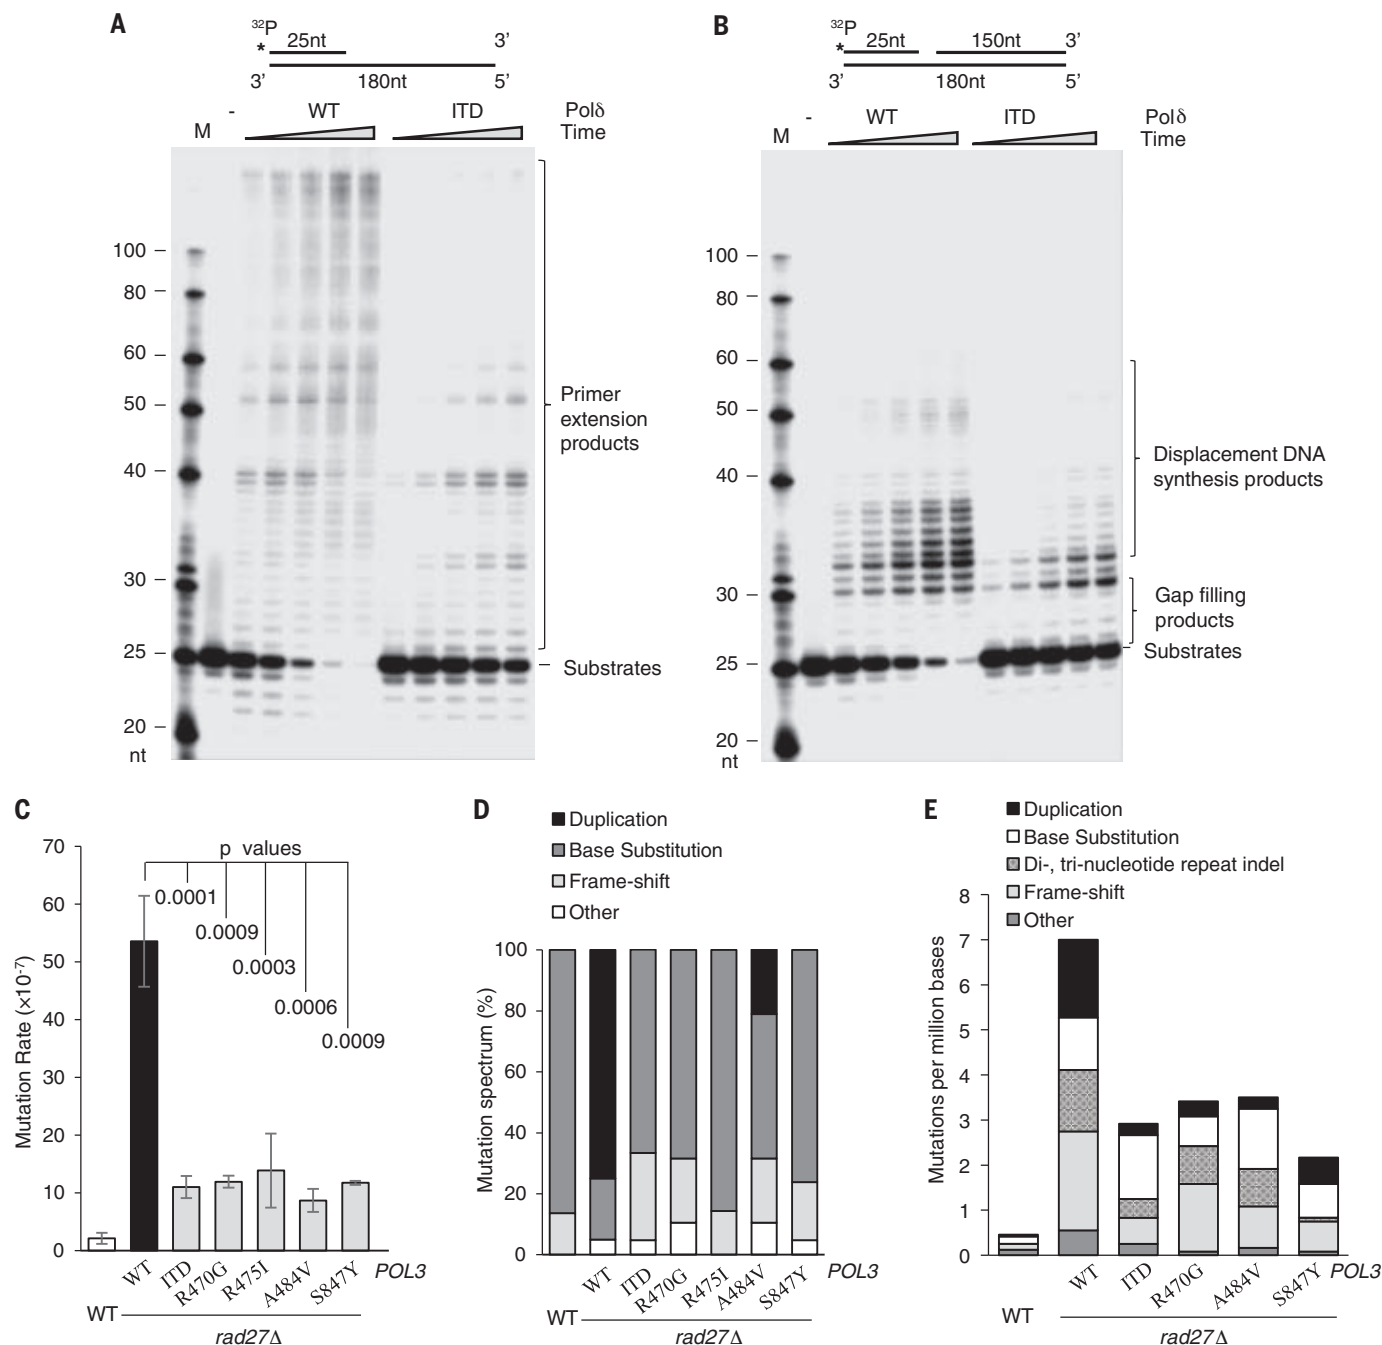 A
32P
* 25nt 3’
3’ 180nt 5’
- WT ITD Polδ
M Time
100
80
60
50
40
30
25
20
nt
Primer
extension
products
Substrates
B
32P
* 25nt 150nt 3’
3’ 180nt 5’
- WT ITD Polδ
M Time
100
80
60
50
40
30
25
20
nt
Displacement DNA
synthesis products
Gap filling
products
Substrates
C
p values
0.0001
0.0009
0.0003
0.0006
0.0009
Mutation Rate (×10-7)
70
60
50
40
30
20
10
0
WT ITD R470G R475I A484V S847Y POL3
WT
rad27Δ
D
Duplication
Base Substitution
Frame-shift
Other
Mutation spectrum (%)
100
80
60
40
20
0
WT ITD R470G R475I A484V S847Y POL3
WT
rad27Δ
E
Duplication
Base Substitution
Di-, tri-nucleotide repeat indel
Frame-shift
Other
Mutations per million bases
8
7
6
5
4
3
2
1
0
WT ITD R470G A484V S847Y POL3
WT
rad27Δ